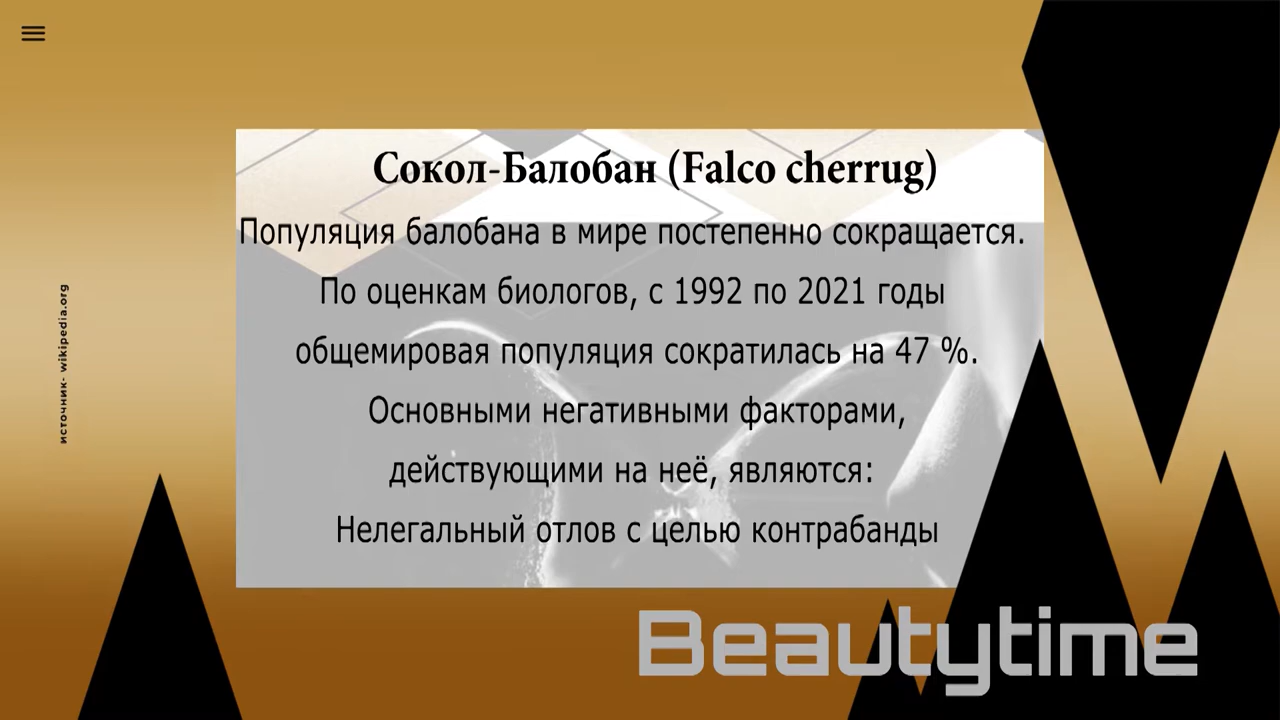 Сокол-Балобан (Falco cherrug)
Популяция балобана в мире постепенно сокращается.
По оценкам биологов, с 1992 по 2021 годы
общемировая популяция сократилась на 47 %.
Основными негативными факторами,
действующими на неё, являются:
Нелегальный отлов с целью контрабанды
источник- wikipedia.org
Beautytime